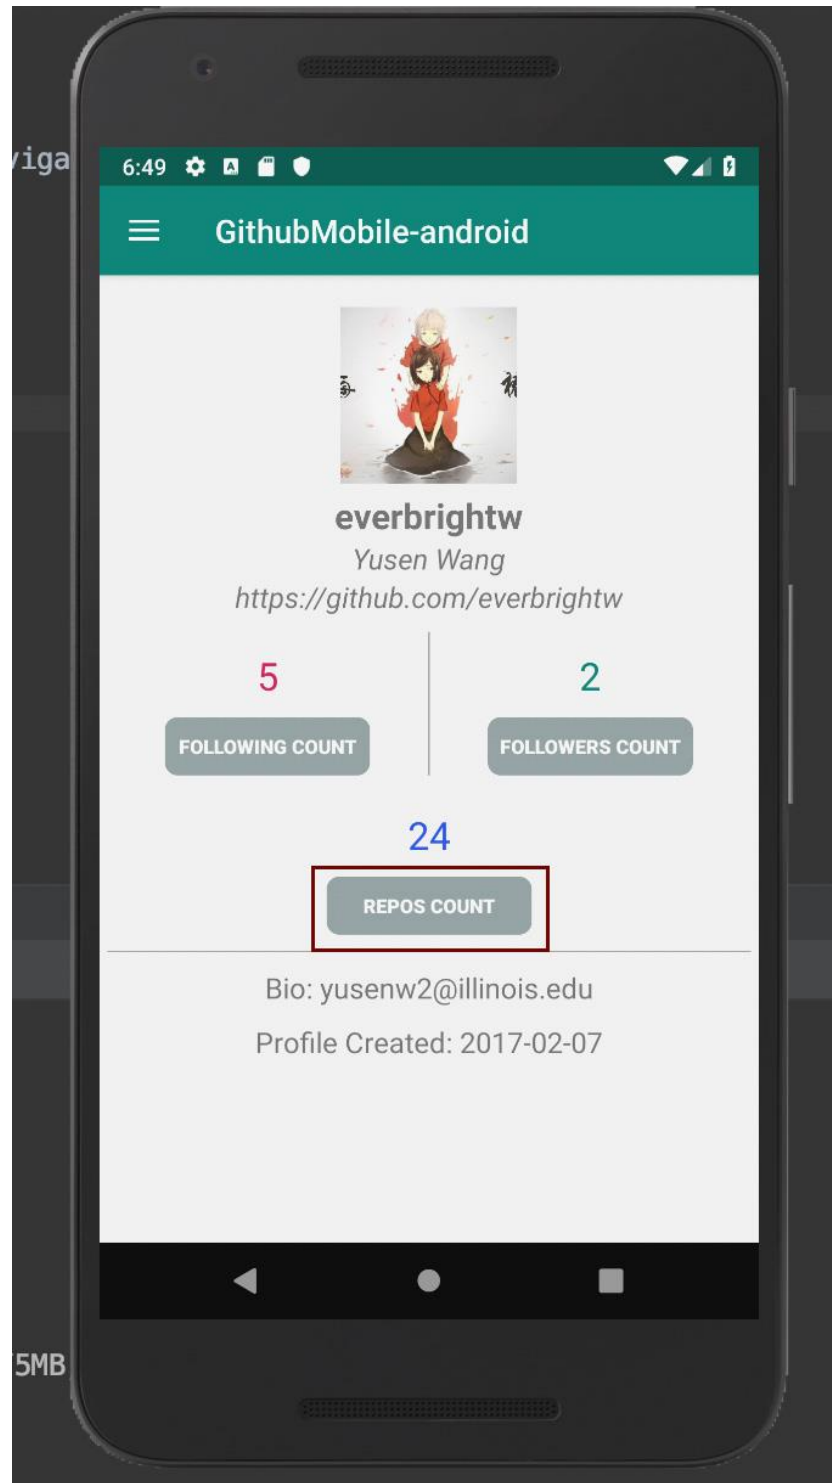 viga
6:49
GithubMobile-android
everbrightw
Yusen Wang
https://github.com/everbrightw
5
2
FOLLOWING COUNT
FOLLOWERS COUNT
24
REPOS COUNT
Bio: yusenw2@illinois.edu
Profile Created: 2017-02-07
5MB